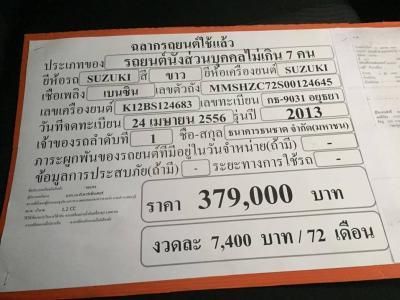 ฉลากรถยนต์ใช้แล้ว
ประเภทของ รถยนต์นั่งส่วนบุคคลไม่เกิน 7 คน
ยี่ห้อรถ SUZUKI สี ขาว ยี่ห้อเครื่องยนต์ SUZUKI
เชื้อเพลิง เบนซิน เลขตัวถัง MMSHZC72S00124645
เลขเครื่องยนต์ K12BS124683 เลขทะเบียน กธ-9031 อยุธยา
วันที่จดทะเบียน 24 เมษายน 2556 รุ่นปี 2013
เจ้าของรถลำดับที่ 1 ชื่อ-สกุล ธนาคารธนชาต จำกัด(มหาชน)
ภาระผูกพันของรถยนต์ที่มีอยู่ในวันจำหน่าย(ถ้ามี) -
ข้อมูลการประสบภัย(ถ้ามี) - ระยะทางการใช้รถ -
ราคา 379,000 บาท
1.2 CC
งวดละ 7,400 บาท / 72 เดือน